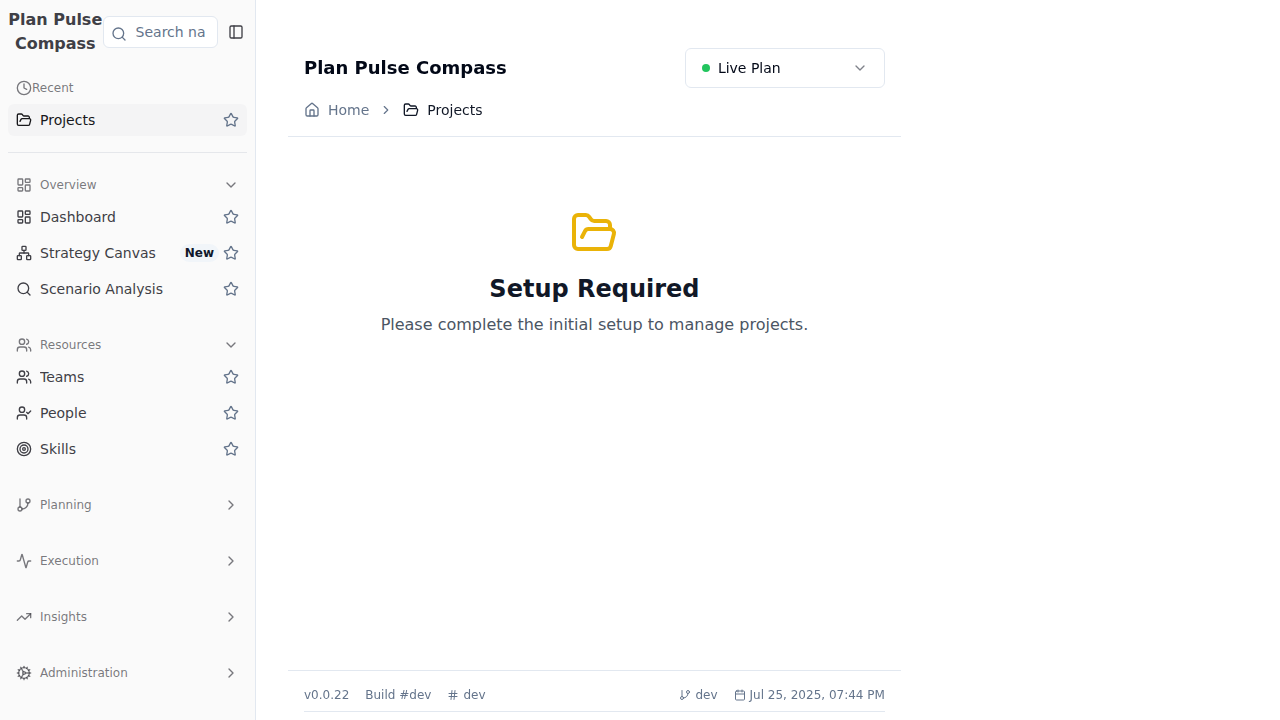 Plan Pulse
Compass
Search na
Recent
Projects
Overview
Dashboard
Strategy Canvas New
Scenario Analysis
Resources
Teams
People
Skills
Planning
Execution
Insights
Administration
Plan Pulse Compass
Live Plan
Home Projects
Setup Required
Please complete the initial setup to manage projects.
v0.0.22 Build #dev # dev dev Jul 25, 2025, 07:44 PM